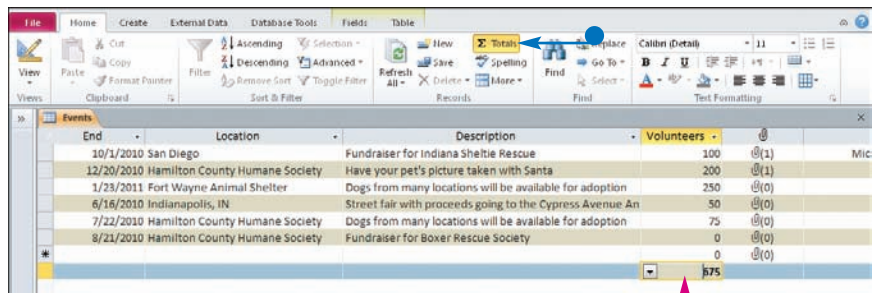 File Home Create External Data Database Tools Fields Table
Cut Ascending Selection New Σ Totals Replace Calibri (Detail) 11
Copy Descending Advanced Save Spelling Go To B I U
View Paste Format Painter Filter Remove Sort Toggle Filter Refresh All Delete More Find Select A
Views Clipboard Sort & Filter Records Find Text Formatting
» Events ×
End Location Description Volunteers
10/1/2010 San Diego Fundraiser for Indiana Sheltie Rescue 100 (1) Mic
12/20/2010 Hamilton County Humane Society Have your pet's picture taken with Santa 200 (1)
1/23/2011 Fort Wayne Animal Shelter Dogs from many locations will be available for adoption 250 (0)
6/16/2010 Indianapolis, IN Street fair with proceeds going to the Cypress Avenue An 50 (0)
7/22/2010 Hamilton County Humane Society Dogs from many locations will be available for adoption 75 (0)
8/21/2010 Hamilton County Humane Society Fundraiser for Boxer Rescue Society 0 (0)
* 0 (0)
675